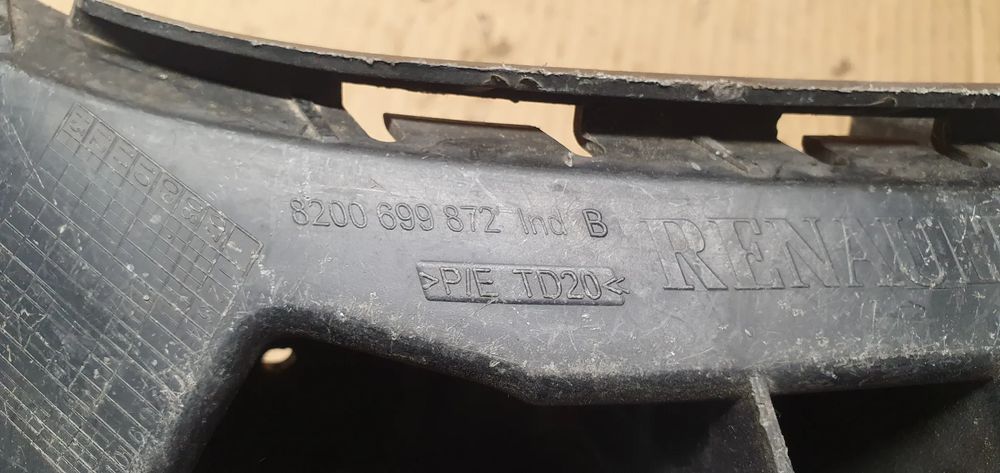 8200 699 872 Ind B
RENAULT
>P/E TD20<